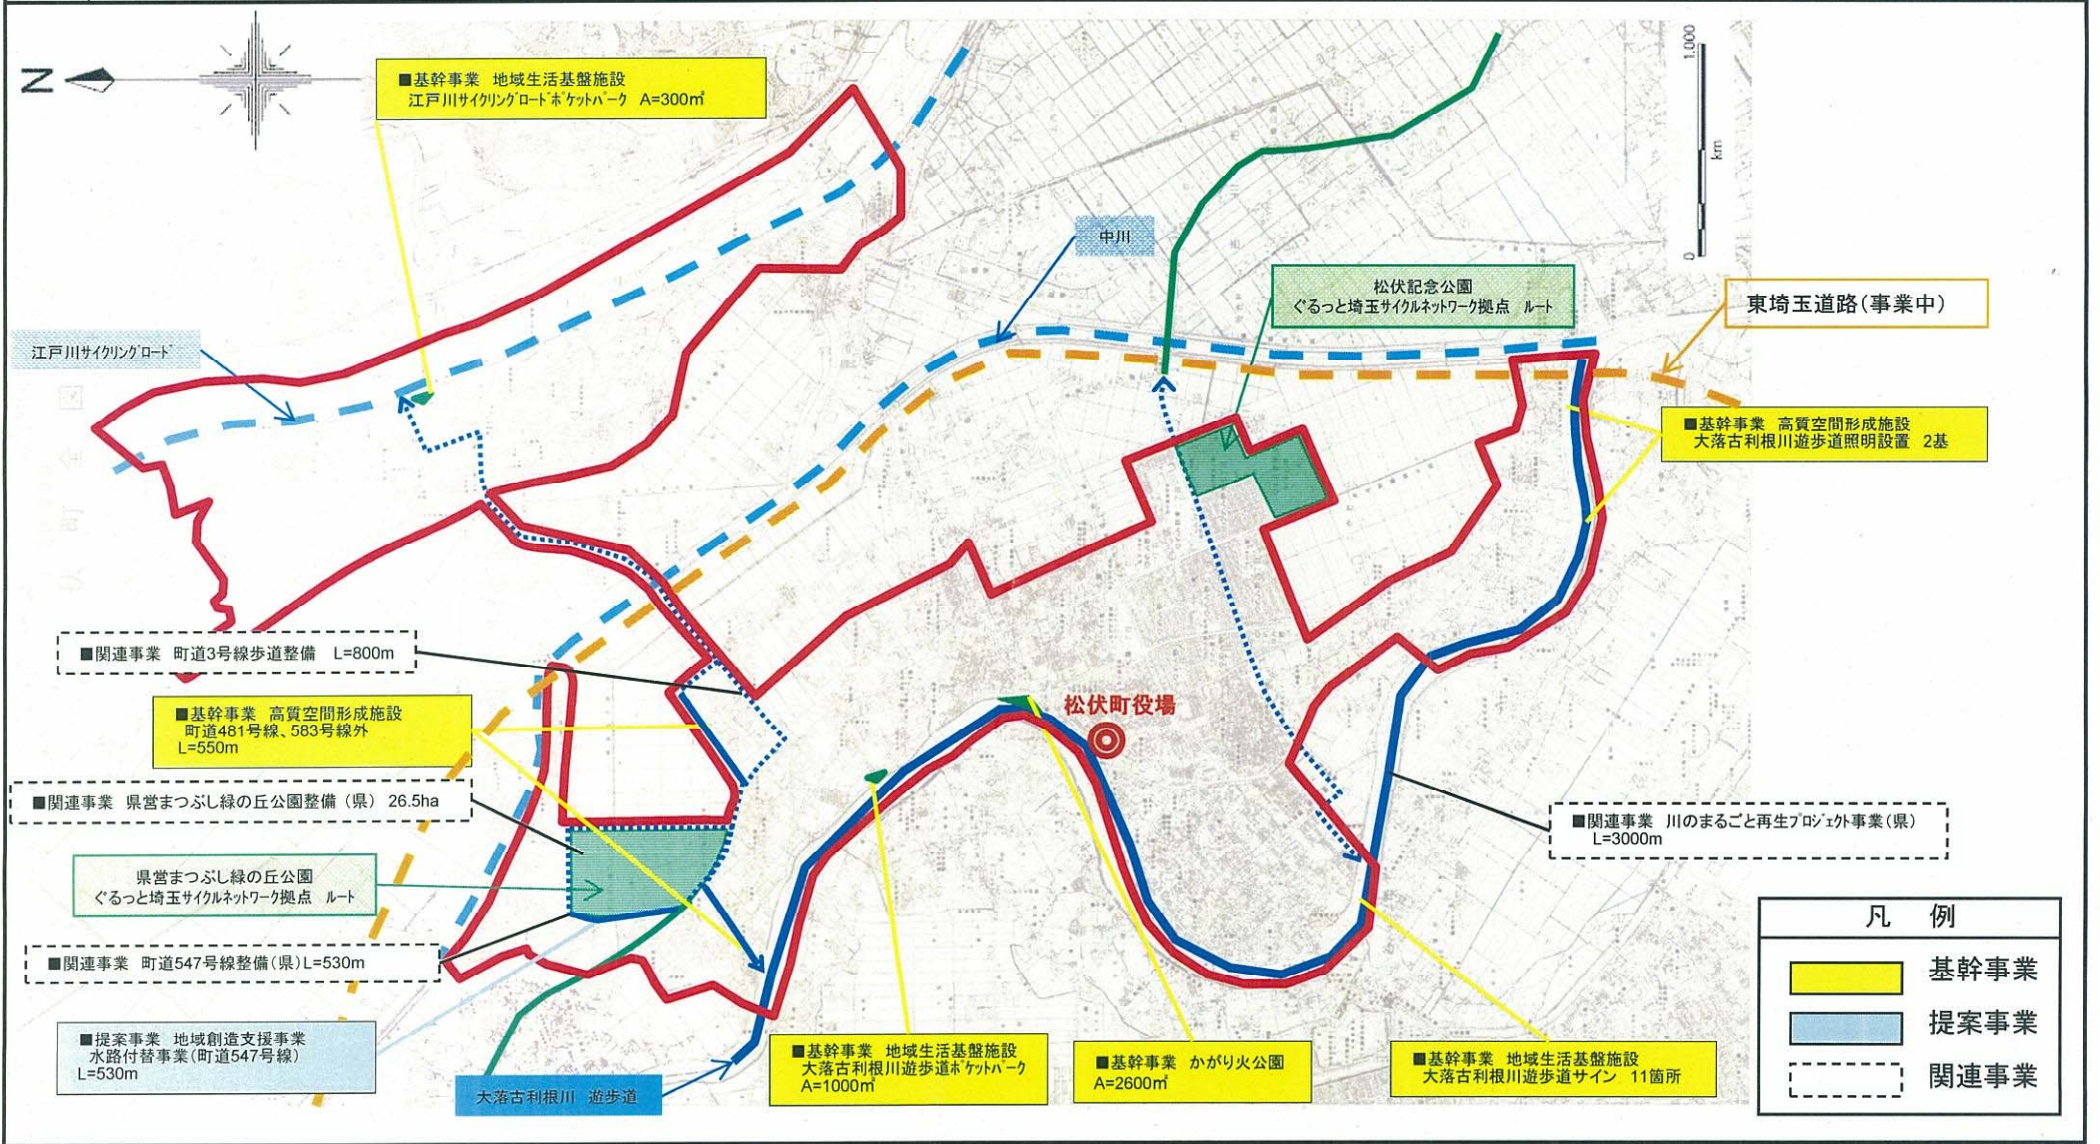 N
■基幹事業 地域生活基盤施設
江戸川サイクリングロードポケットパーク A=300㎡
1,000
km
0
中川
松伏記念公園
ぐるっと埼玉サイクルネットワーク拠点 ルート
東埼玉道路(事業中)
江戸川サイクリングロード
■基幹事業 高質空間形成施設
大落古利根川遊歩道照明設置 2基
■関連事業 町道3号線歩道整備 L=800m
■基幹事業 高質空間形成施設
町道481号線、583号線外
L=550m
松伏町役場
■関連事業 県営まつぶし緑の丘公園整備(県) 26.5ha
■関連事業 川のまるごと再生プロジェクト事業(県)
L=3000m
県営まつぶし緑の丘公園
ぐるっと埼玉サイクルネットワーク拠点 ルート
■関連事業 町道547号線整備(県)L=530m
■提案事業 地域創造支援事業
水路付替事業(町道547号線)
L=530m
大落古利根川 遊歩道
■基幹事業 地域生活基盤施設
大落古利根川遊歩道ポケットパーク
A=1000㎡
■基幹事業 かがり火公園
A=2600㎡
■基幹事業 地域生活基盤施設
大落古利根川遊歩道サイン 11箇所
凡 例
基幹事業
提案事業
関連事業